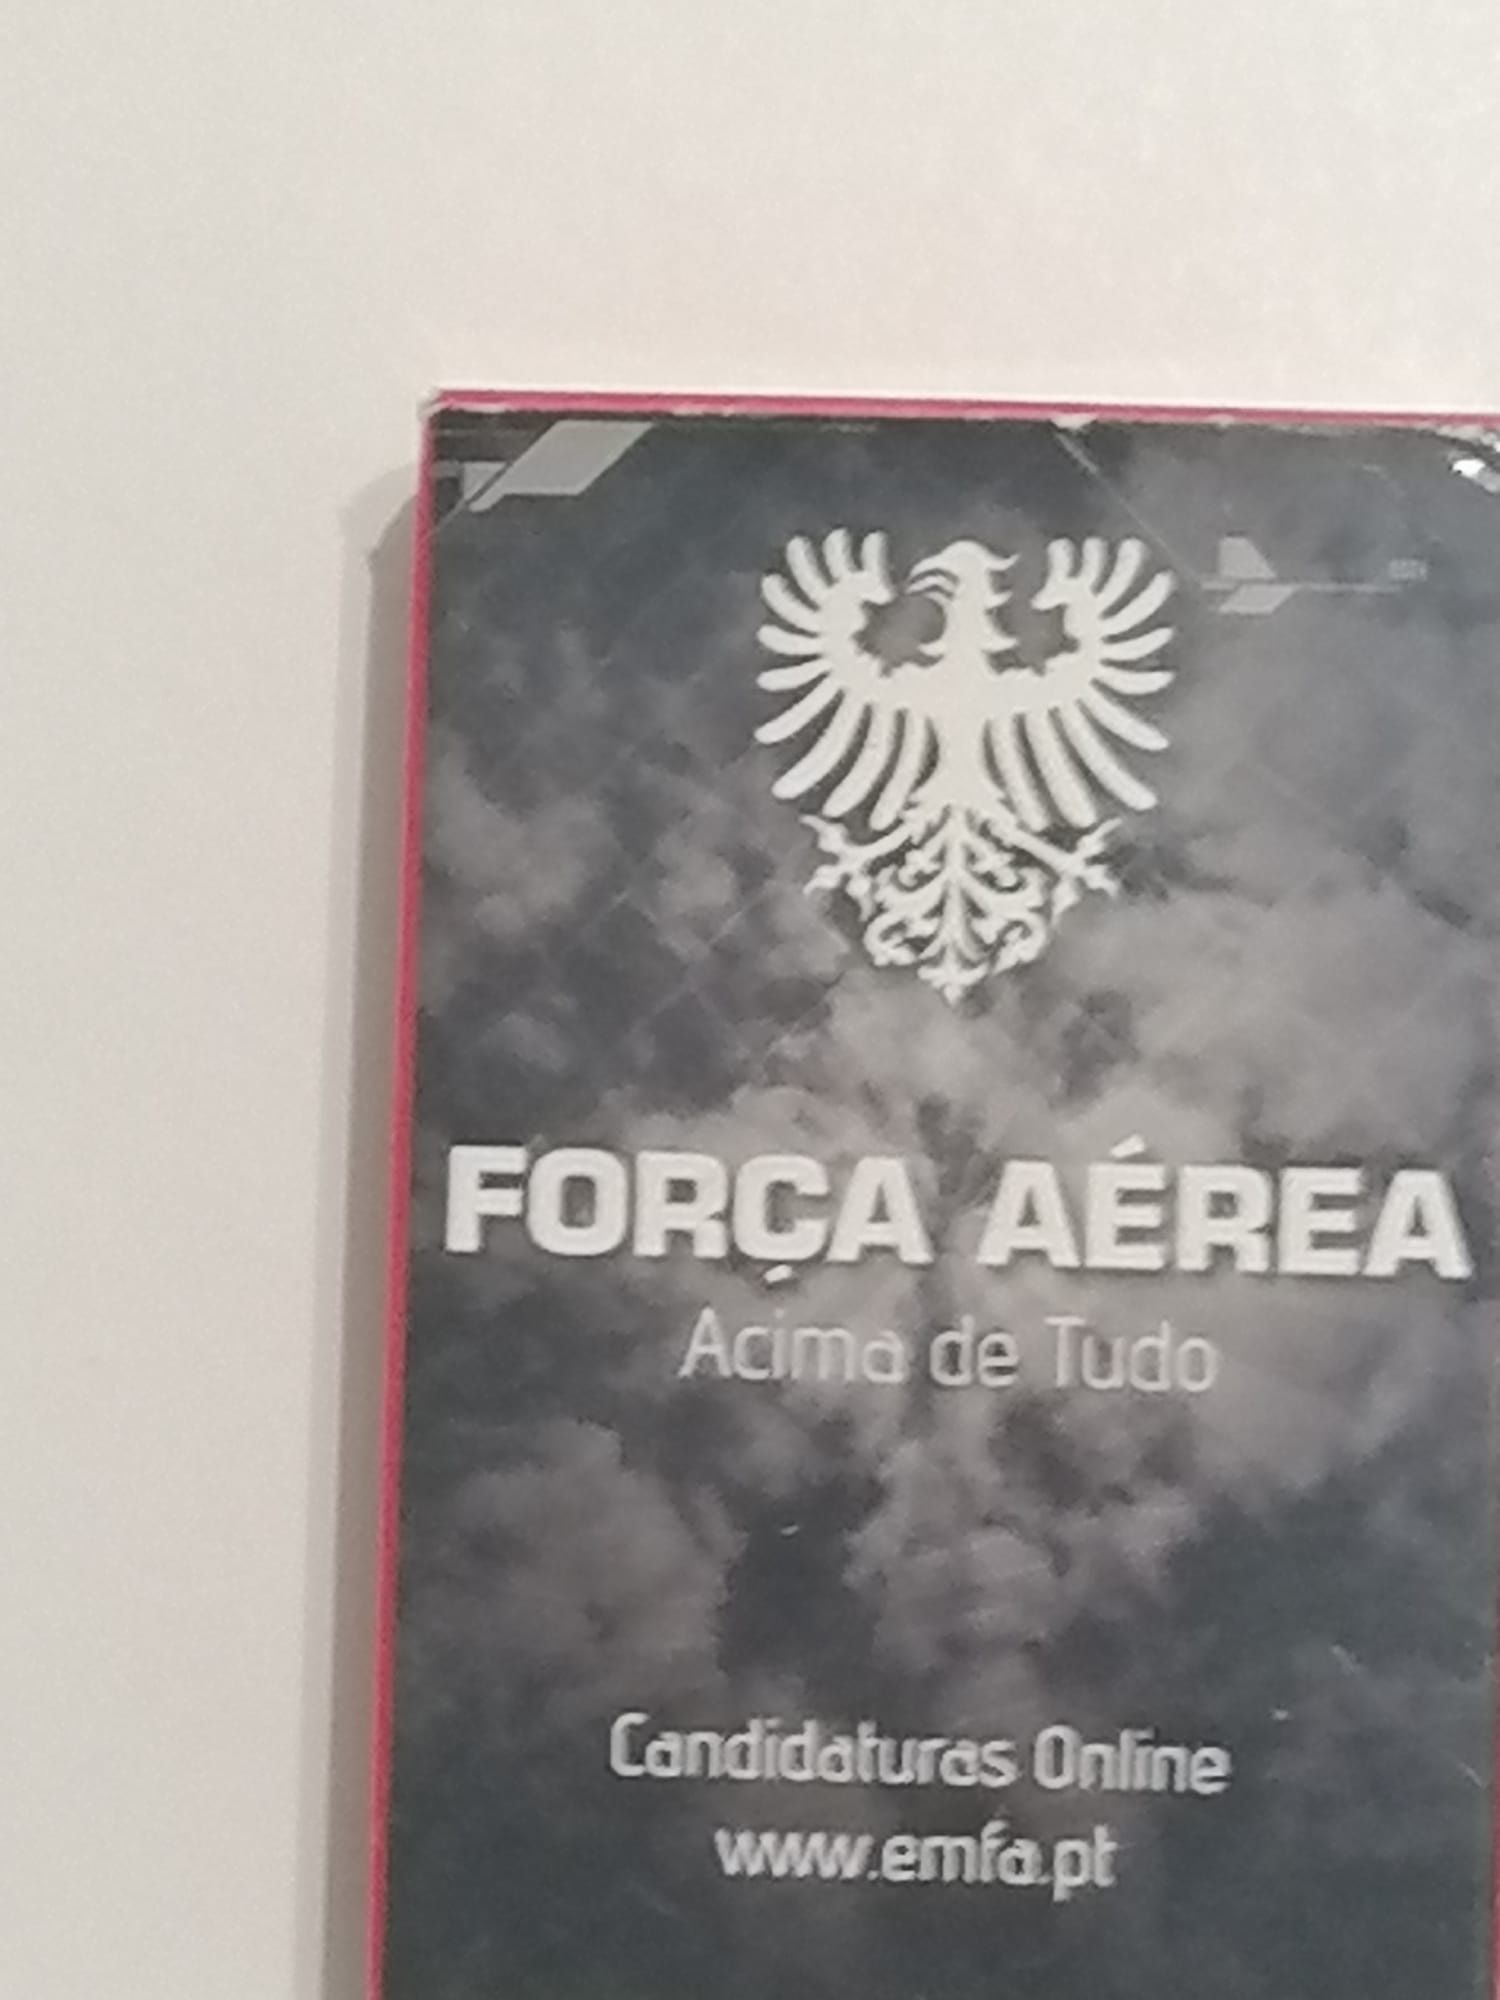 FORÇA AÉREA
Acima de Tudo
Candidaturas Online
www.emfa.pt